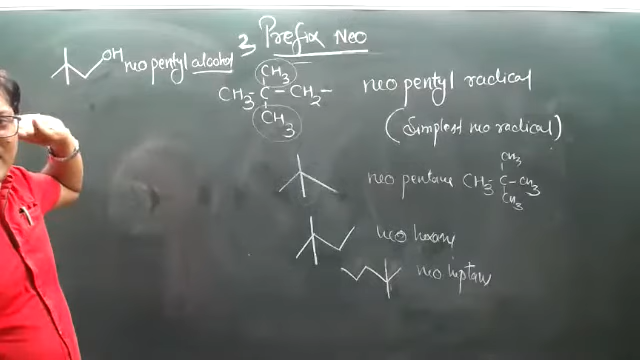 3 Prefix Neo
OH neo pentyl alcohol
CH3
CH3-C-CH2-
CH3
neo pentyl radical
(Simplest neo radical)
neo pentane CH3-C-CH3
CH3
CH3
neo hexane
neo heptane